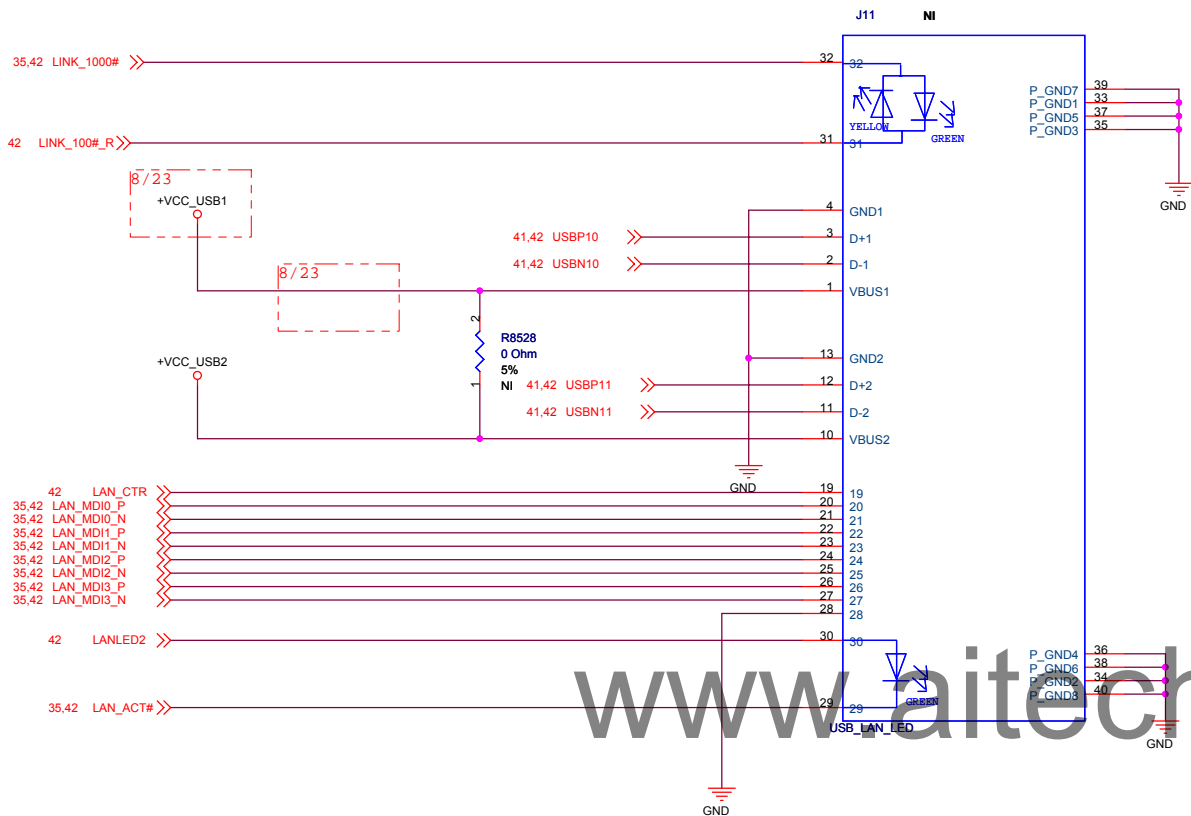 J11 NI
35,42 LINK_1000# 32 32
YELLOW GREEN
42 LINK_100#_R 31 31
P_GND7 39
P_GND1 33
P_GND5 37
P_GND3 35
GND
8/23
+VCC_USB1
4 GND1
41,42 USBP10 3 D+1
41,42 USBN10 2 D-1
8/23
1 VBUS1
2
R8528
0 Ohm
5%
NI
1
+VCC_USB2
13 GND2
41,42 USBP11 12 D+2
41,42 USBN11 11 D-2
10 VBUS2
GND
42 LAN_CTR 19 19
35,42 LAN_MDI0_P 20 20
35,42 LAN_MDI0_N 21 21
35,42 LAN_MDI1_P 22 22
35,42 LAN_MDI1_N 23 23
35,42 LAN_MDI2_P 24 24
35,42 LAN_MDI2_N 25 25
35,42 LAN_MDI3_P 26 26
35,42 LAN_MDI3_N 27 27
28 28
42 LANLED2 30 30
GREEN
35,42 LAN_ACT# 29 29
P_GND4 36
P_GND6 38
P_GND2 34
P_GND8 40
GND
USB_LAN_LED
GND
www.aitech